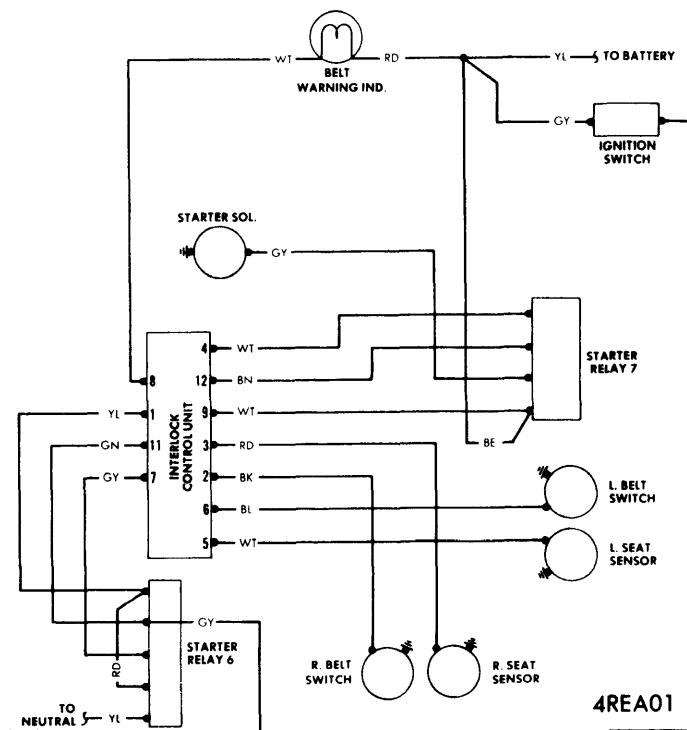 WT
RD
YL
TO BATTERY
BELT
WARNING IND.
GY
IGNITION
SWITCH
STARTER SOL.
GY
4
WT
STARTER
RELAY 7
8
12
BN
YL
1
9
WT
GN
11
3
RD
BE
INTERLOCK
CONTROL UNIT
GY
7
2
BK
L. BELT
SWITCH
6
BL
5
WT
L. SEAT
SENSOR
GY
STARTER
RELAY 6
RD
R. BELT
SWITCH
R. SEAT
SENSOR
TO
NEUTRAL
YL
4REA01